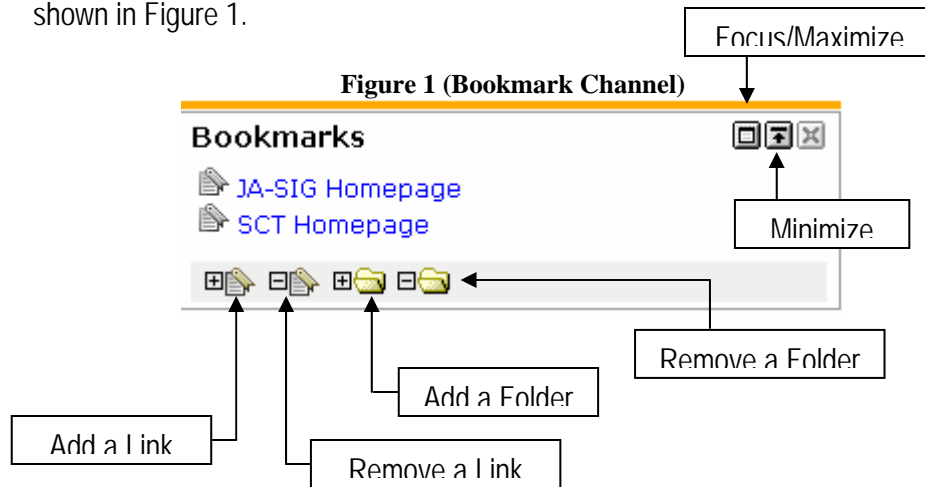 shown in Figure 1.
Focus/Maximize
Figure 1 (Bookmark Channel)
Bookmarks
JA-SIG Homepage
SCT Homepage
Minimize
Remove a Folder
Add a Folder
Add a Link
Remove a Link